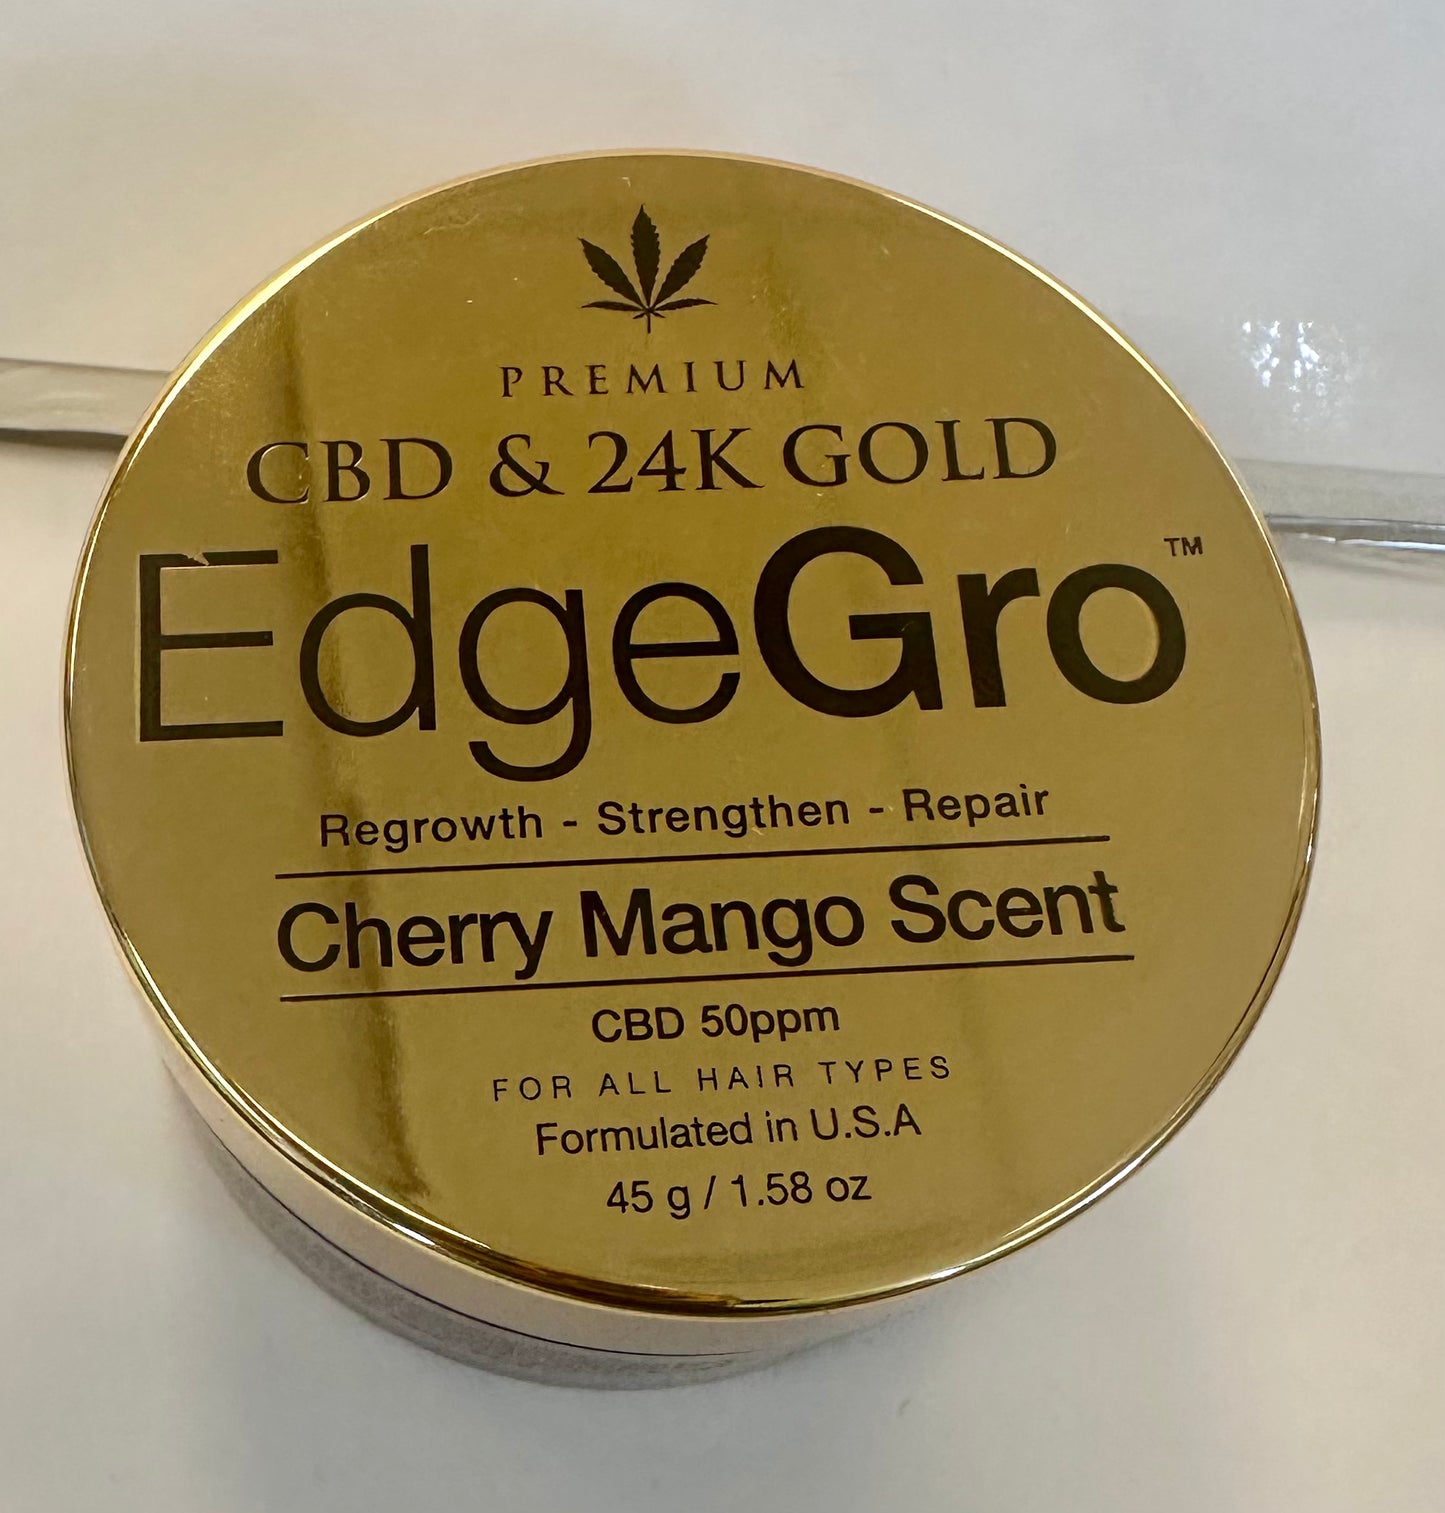 PREMIUM
CBD & 24K GOLD
EdgeGro™
Regrowth - Strengthen - Repair
Cherry Mango Scent
CBD 50ppm
FOR ALL HAIR TYPES
Formulated in U.S.A
45 g / 1.58 oz